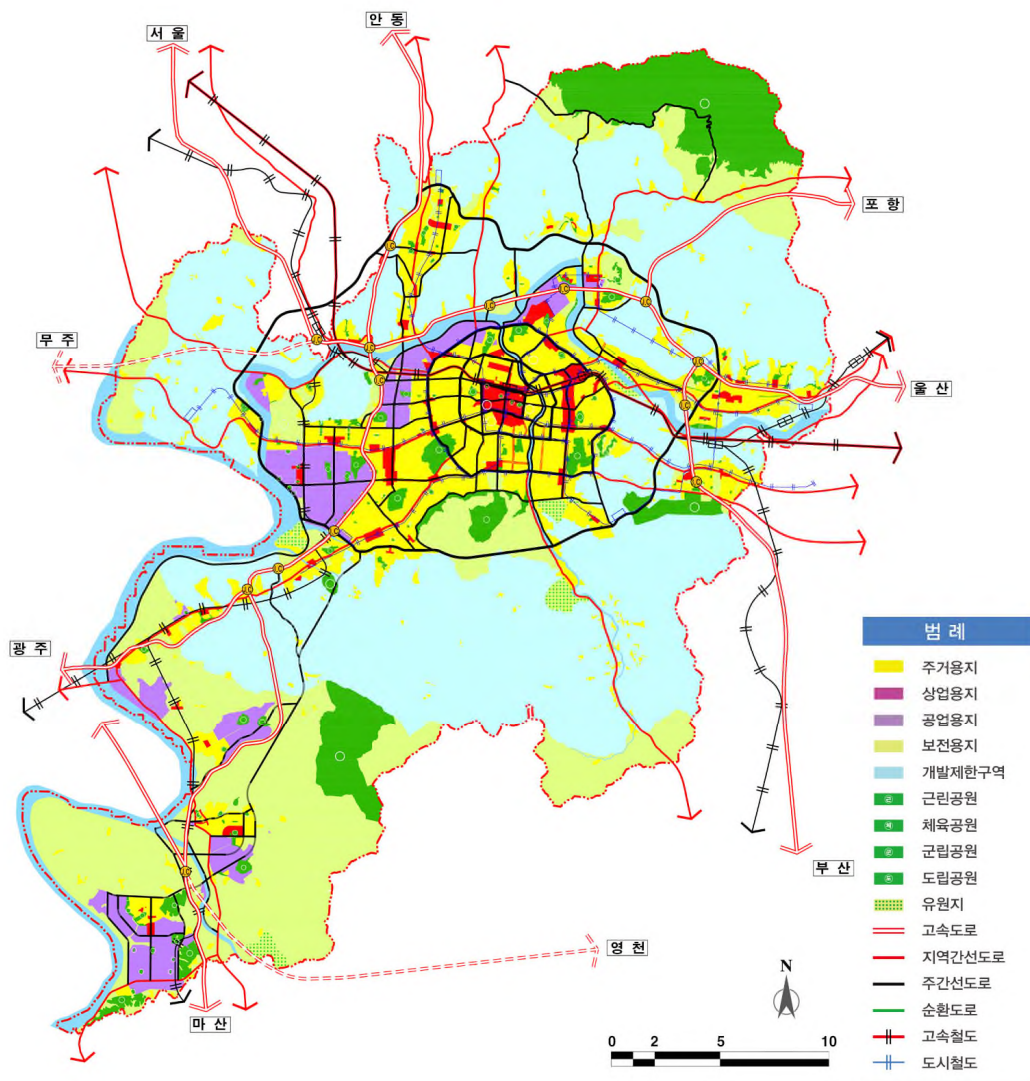 안 동
서 울
포 항
무 주
울 산
광 주
부 산
영 천
마 산
범 례
주거용지
상업용지
공업용지
보전용지
개발제한구역
근린공원
체육공원
군립공원
도립공원
유원지
고속도로
지역간선도로
주간선도로
순환도로
고속철도
도시철도
N
0 2 5 10